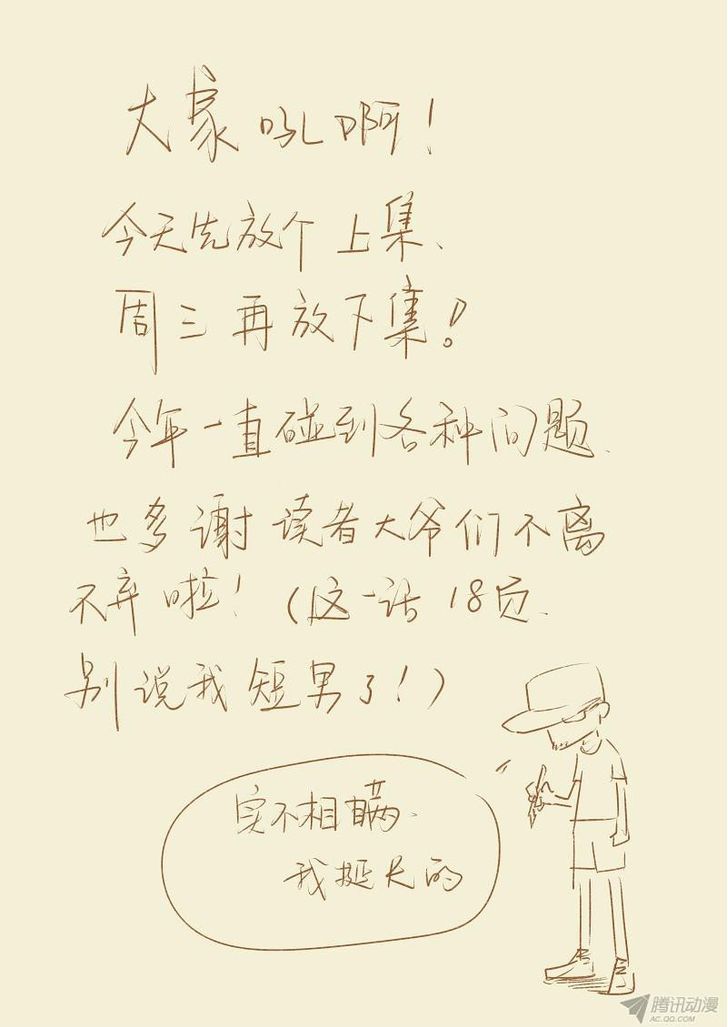 大家吼啊！
今天先放个上集、
周三再放下集！
今年一直碰到各种问题、
也多谢读者大爷们不离
不弃啦！（这一话18页、
别说我短男了！）
实不相瞒、
我挺长的
腾讯动漫
AC.QQ.COM